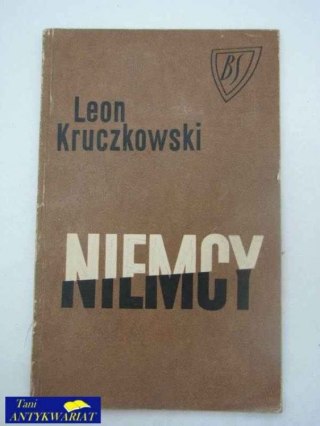 BS
Leon
Kruczkowski
NIEMCY
Tani
ANTYKWARIAT